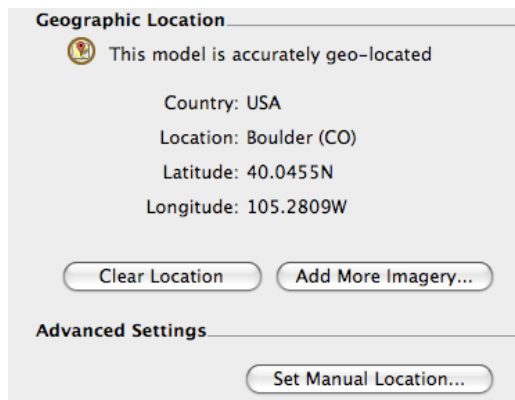 Geographic Location
This model is accurately geo-located
Country: USA
Location: Boulder (CO)
Latitude: 40.0455N
Longitude: 105.2809W
Clear Location Add More Imagery...
Advanced Settings
Set Manual Location...